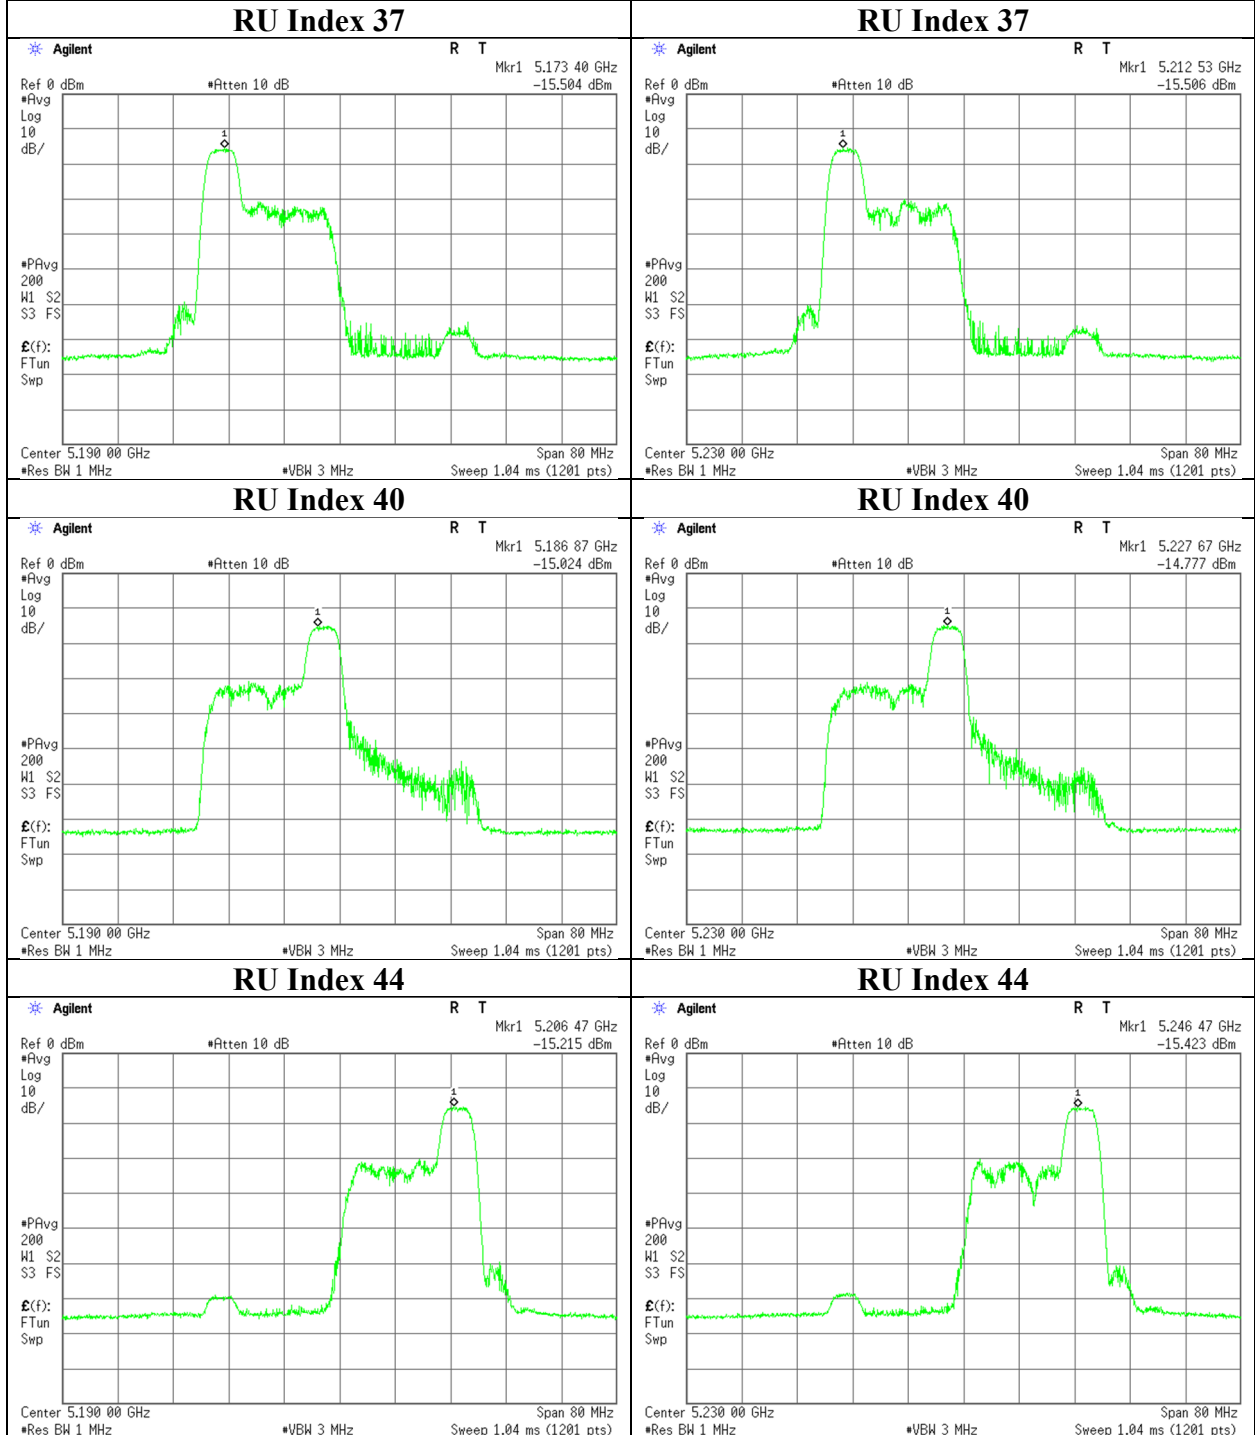 RU Index 37
Agilent
R T
Mkr1 5.173 40 GHz
Ref 0 dBm #Atten 10 dB -15.504 dBm
#Avg
Log
10
dB/
1
#PAvg
200
W1 S2
S3 FS
£(f):
FTun
Swp
Center 5.190 00 GHz Span 80 MHz
#Res BW 1 MHz #VBW 3 MHz Sweep 1.04 ms (1201 pts)
RU Index 37
Agilent
R T
Mkr1 5.212 53 GHz
Ref 0 dBm #Atten 10 dB -15.506 dBm
#Avg
Log
10
dB/
1
#PAvg
200
W1 S2
S3 FS
£(f):
FTun
Swp
Center 5.230 00 GHz Span 80 MHz
#Res BW 1 MHz #VBW 3 MHz Sweep 1.04 ms (1201 pts)
RU Index 40
Agilent
R T
Mkr1 5.186 87 GHz
Ref 0 dBm #Atten 10 dB -15.024 dBm
#Avg
Log
10
dB/
1
#PAvg
200
W1 S2
S3 FS
£(f):
FTun
Swp
Center 5.190 00 GHz Span 80 MHz
#Res BW 1 MHz #VBW 3 MHz Sweep 1.04 ms (1201 pts)
RU Index 40
Agilent
R T
Mkr1 5.227 67 GHz
Ref 0 dBm #Atten 10 dB -14.777 dBm
#Avg
Log
10
dB/
1
#PAvg
200
W1 S2
S3 FS
£(f):
FTun
Swp
Center 5.230 00 GHz Span 80 MHz
#Res BW 1 MHz #VBW 3 MHz Sweep 1.04 ms (1201 pts)
RU Index 44
Agilent
R T
Mkr1 5.206 47 GHz
Ref 0 dBm #Atten 10 dB -15.215 dBm
#Avg
Log
10
dB/
1
#PAvg
200
W1 S2
S3 FS
£(f):
FTun
Swp
Center 5.190 00 GHz Span 80 MHz
#Res BW 1 MHz #VBW 3 MHz Sweep 1.04 ms (1201 pts)
RU Index 44
Agilent
R T
Mkr1 5.246 47 GHz
Ref 0 dBm #Atten 10 dB -15.423 dBm
#Avg
Log
10
dB/
1
#PAvg
200
W1 S2
S3 FS
£(f):
FTun
Swp
Center 5.230 00 GHz Span 80 MHz
#Res BW 1 MHz #VBW 3 MHz Sweep 1.04 ms (1201 pts)